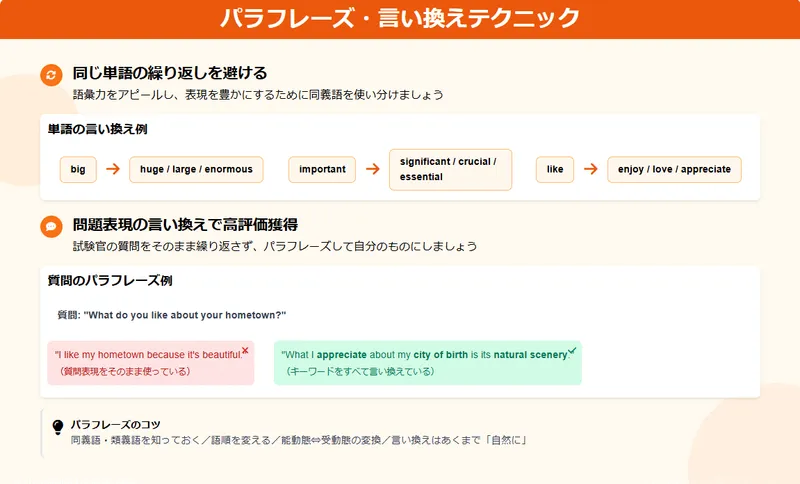 パラフレーズ・言い換えテクニック
同じ単語の繰り返しを避ける
語彙力をアピールし、表現を豊かにするために同義語を使い分けましょう
単語の言い換え例
big
huge / large / enormous
important
significant / crucial /
essential
like
enjoy / love / appreciate
問題表現の言い換えで高評価獲得
試験官の質問をそのまま繰り返さず、パラフレーズして自分のものにしましょう
質問のパラフレーズ例
質問: "What do you like about your hometown?"
"I like my hometown because it's beautiful."
（質問表現をそのまま使っている）
"What I appreciate about my city of birth is its natural scenery."
（キーワードをすべて言い換えている）
パラフレーズのコツ
同義語・類義語を知っておく／語順を変える／能動態⇔受動態の変換／言い換えはあくまで「自然に」